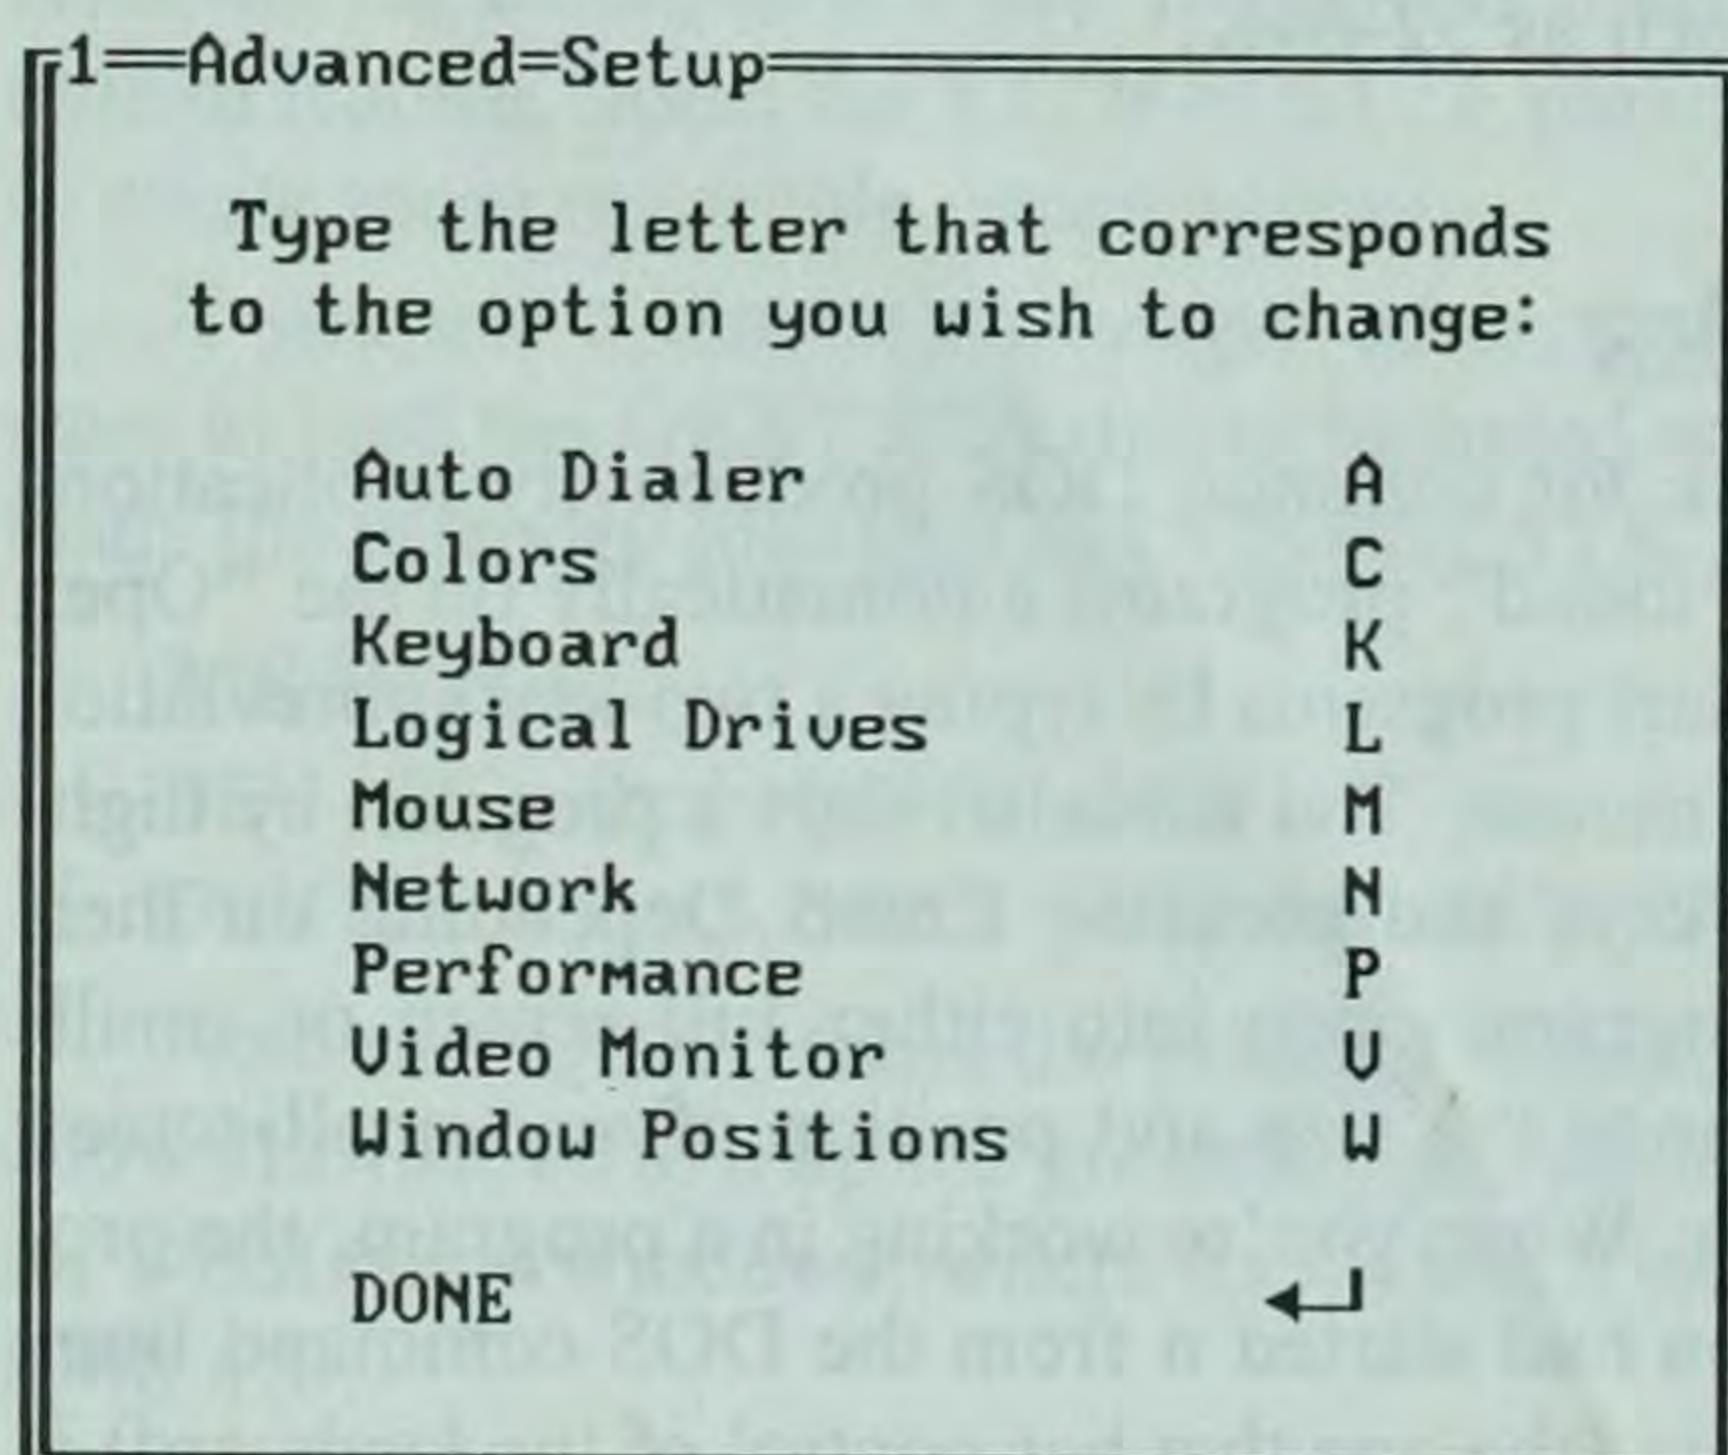 1══Advanced═Setup
Type the letter that corresponds
to the option you wish to change:
Auto Dialer A
Colors C
Keyboard K
Logical Drives L
Mouse M
Network N
Performance P
Video Monitor V
Window Positions W
DONE ↵